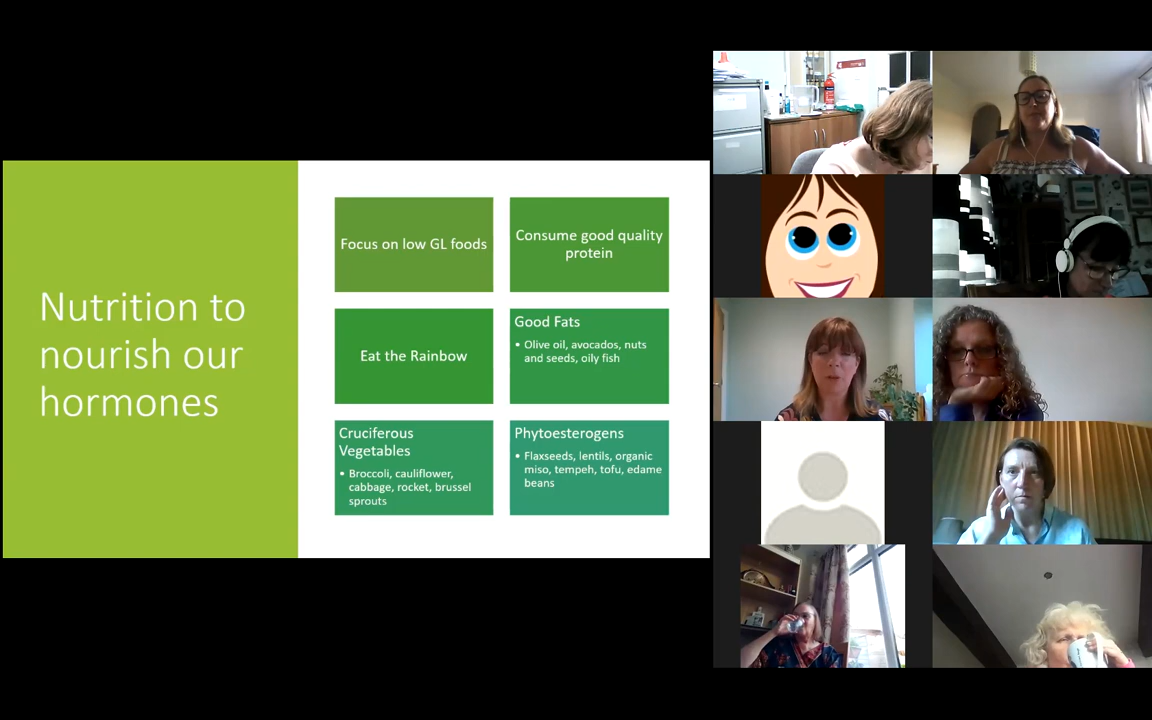 Nutrition to
nourish our
hormones
Focus on low GL foods
Consume good quality
protein
Eat the Rainbow
Good Fats
• Olive oil, avocados, nuts
and seeds, oily fish
Cruciferous
Vegetables
• Broccoli, cauliflower,
cabbage, rocket, brussel
sprouts
Phytoesterogens
• Flaxseeds, lentils, organic
miso, tempeh, tofu, edame
beans